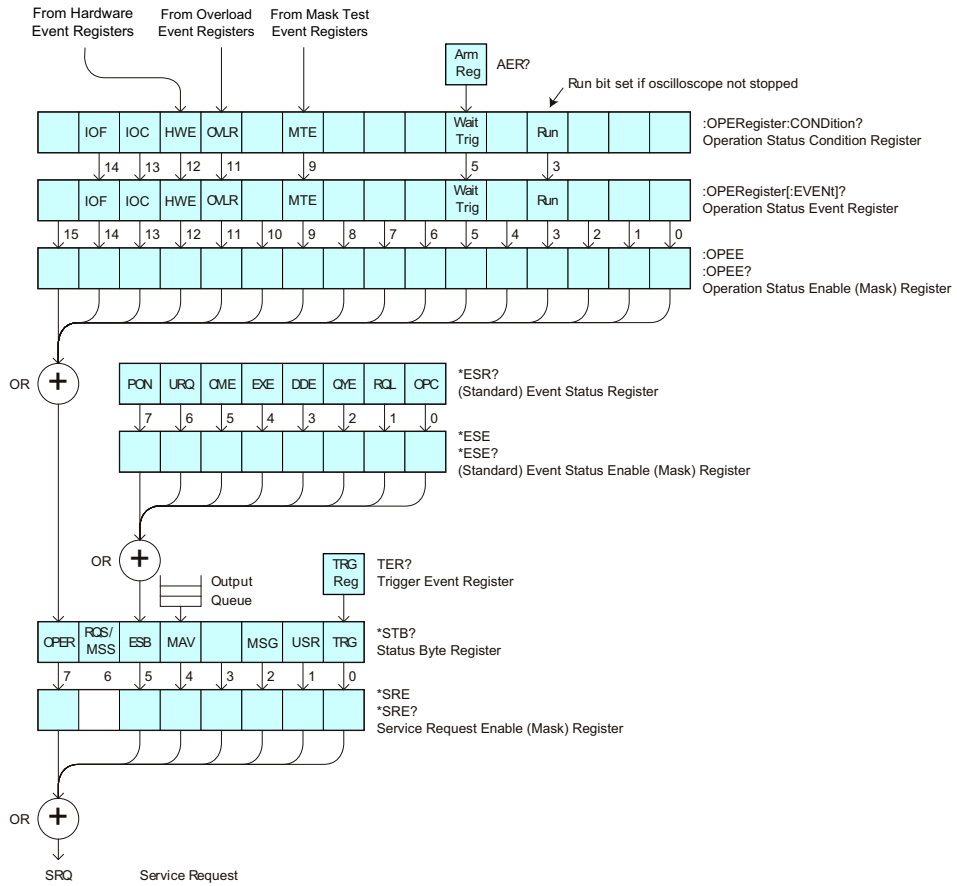 From Hardware
Event Registers
From Overload
Event Registers
From Mask Test
Event Registers
Arm
Reg
AER?
Run bit set if oscilloscope not stopped
IOF IOC HWE OVLR MTE Wait Trig Run
:OPERegister:CONDition?
Operation Status Condition Register
14 13 12 11 9 5 3
IOF IOC HWE OVLR MTE Wait Trig Run
:OPERegister[:EVENt]?
Operation Status Event Register
15 14 13 12 11 10 9 8 7 6 5 4 3 2 1 0
:OPEE
:OPEE?
Operation Status Enable (Mask) Register
OR +
PON URQ CME EXE DDE QYE RQL OPC
*ESR?
(Standard) Event Status Register
7 6 5 4 3 2 1 0
*ESE
*ESE?
(Standard) Event Status Enable (Mask) Register
OR +
Output
Queue
TRG
Reg
TER?
Trigger Event Register
OPER RQS/ MSS ESB MAV MSG USR TRG
*STB?
Status Byte Register
7 6 5 4 3 2 1 0
*SRE
*SRE?
Service Request Enable (Mask) Register
OR +
SRQ Service Request